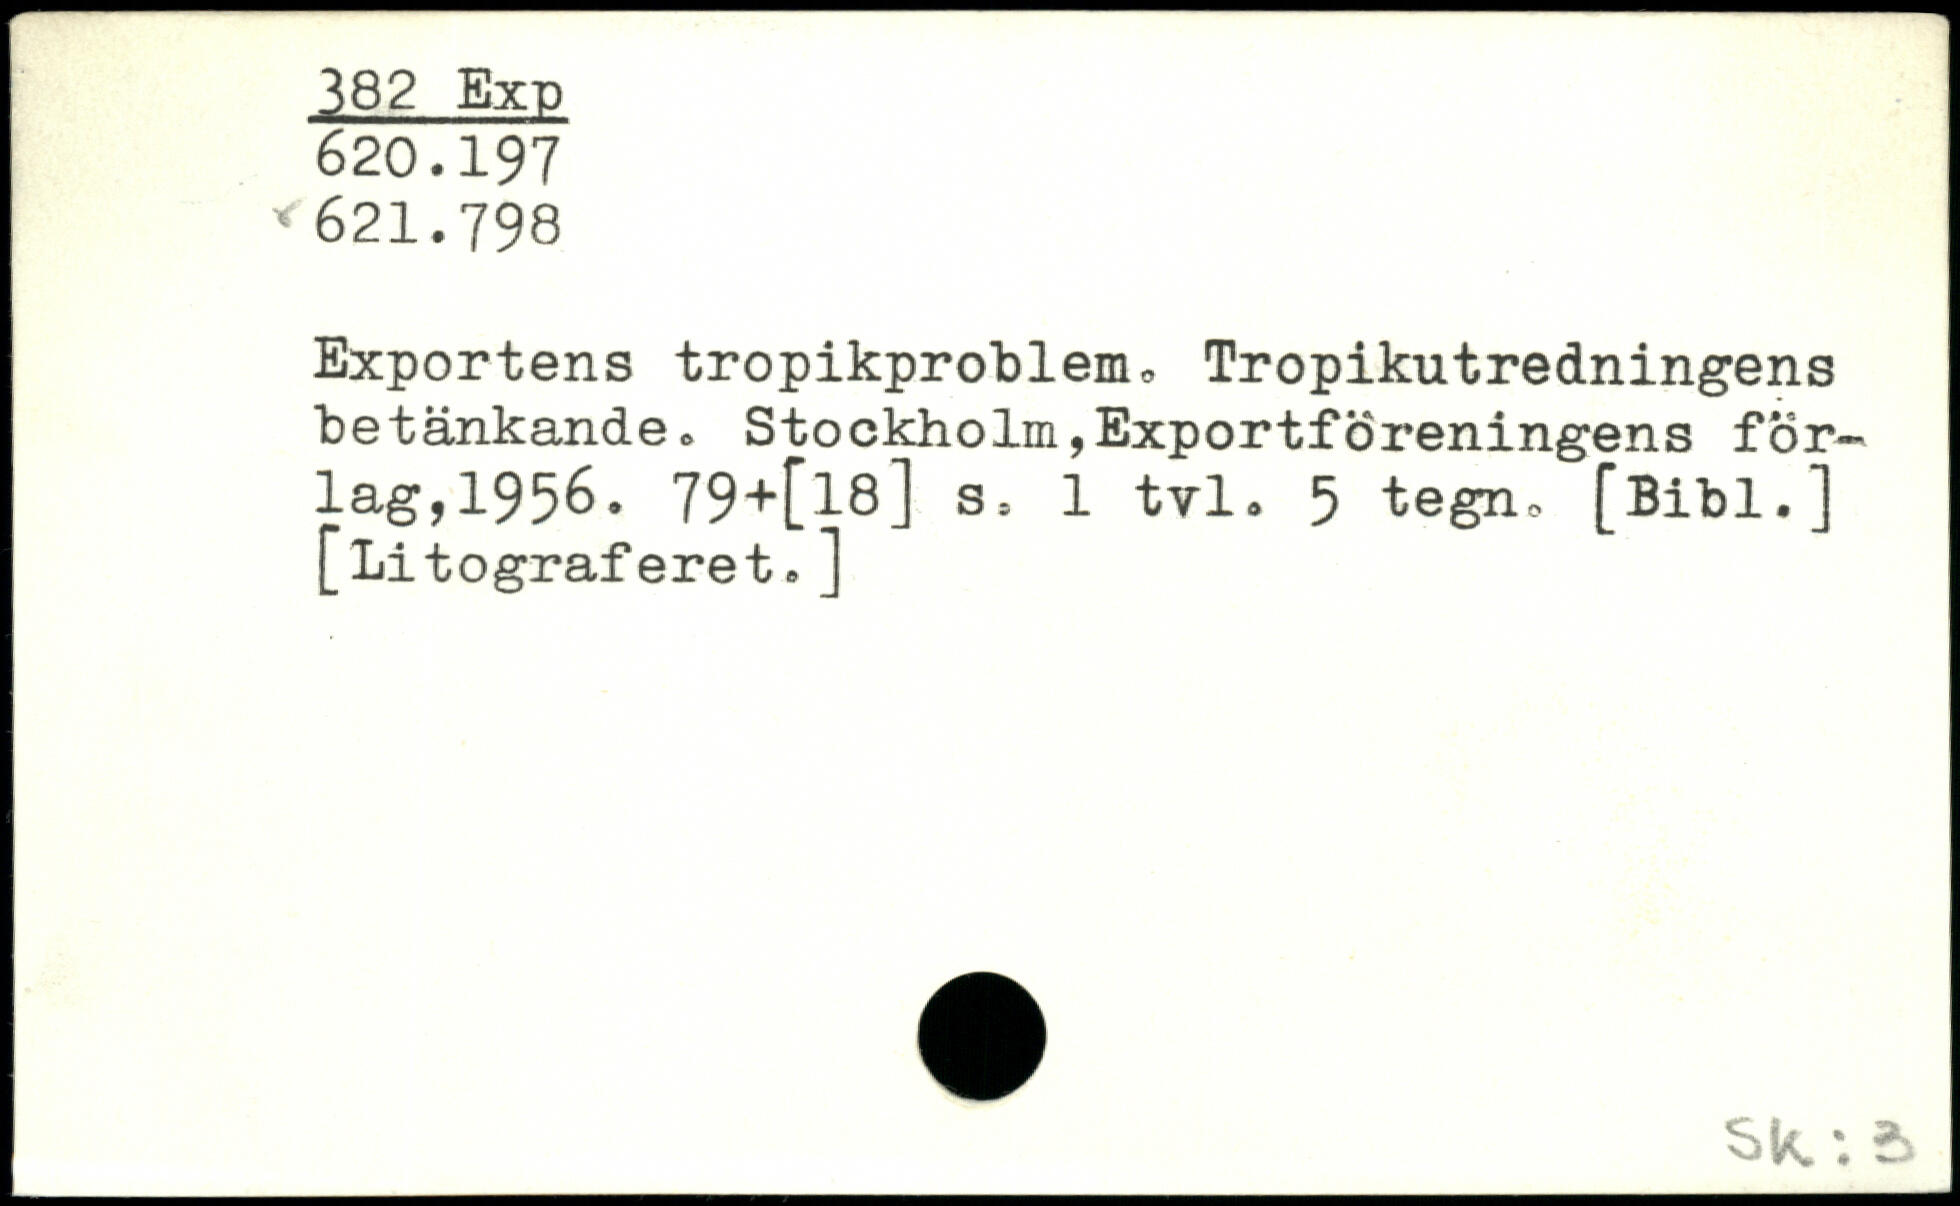 382 Exp
620.197
621.798
Exportens tropikproblem. Tropikutredningens
betänkande. Stockholm,Exportföreningens för-
lag,1956. 79+[18] s. 1 tvl. 5 tegn. [Bibl.]
[Litograferet.]
Sk: 3